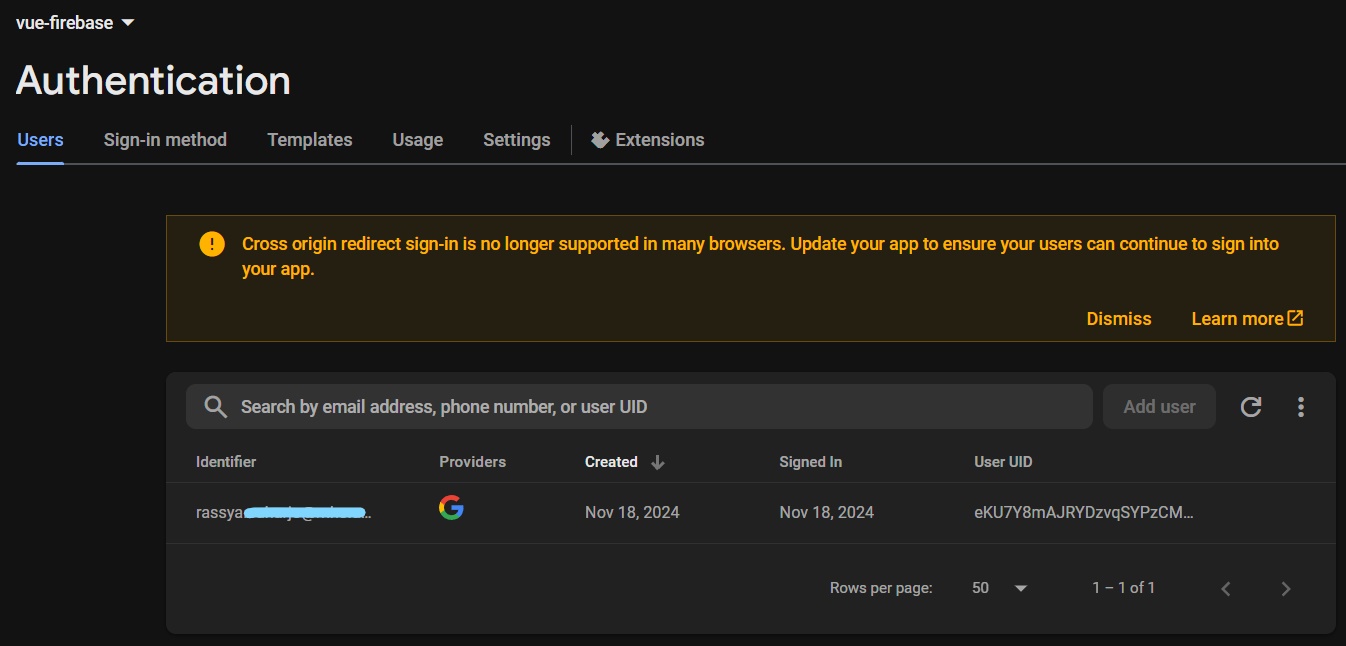 vue-firebase
Authentication
Users Sign-in method Templates Usage Settings Extensions
Cross origin redirect sign-in is no longer supported in many browsers. Update your app to ensure your users can continue to sign into
your app.
Dismiss Learn more
Search by email address, phone number, or user UID Add user
Identifier Providers Created Signed In User UID
rassya Nov 18, 2024 Nov 18, 2024 eKU7Y8mAJRYDzvqSYPzCM...
Rows per page: 50 1 – 1 of 1